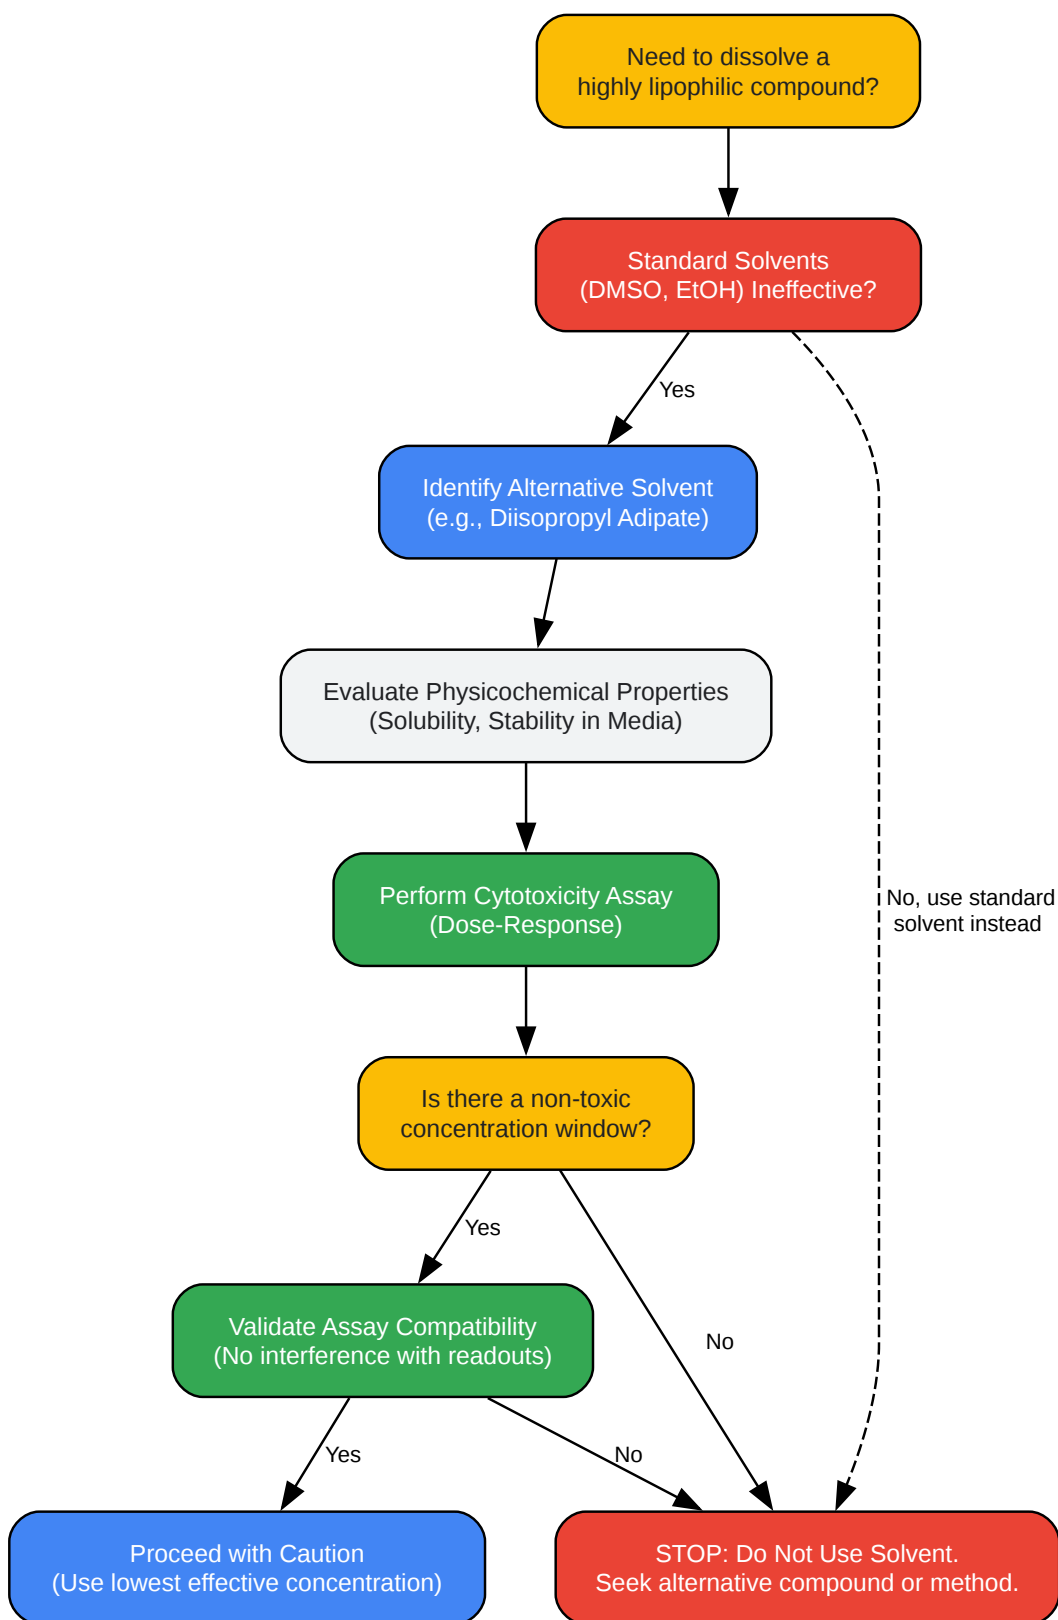 Need to dissolve a
highly lipophilic compound?
Standard Solvents
(DMSO, EtOH) Ineffective?
Yes
Identify Alternative Solvent
(e.g., Diisopropyl Adipate)
Evaluate Physicochemical Properties
(Solubility, Stability in Media)
Perform Cytotoxicity Assay
(Dose-Response)
No, use standard
solvent instead
Is there a non-toxic
concentration window?
Yes
No
Validate Assay Compatibility
(No interference with readouts)
Yes
No
Proceed with Caution
(Use lowest effective concentration)
STOP: Do Not Use Solvent.
Seek alternative compound or method.